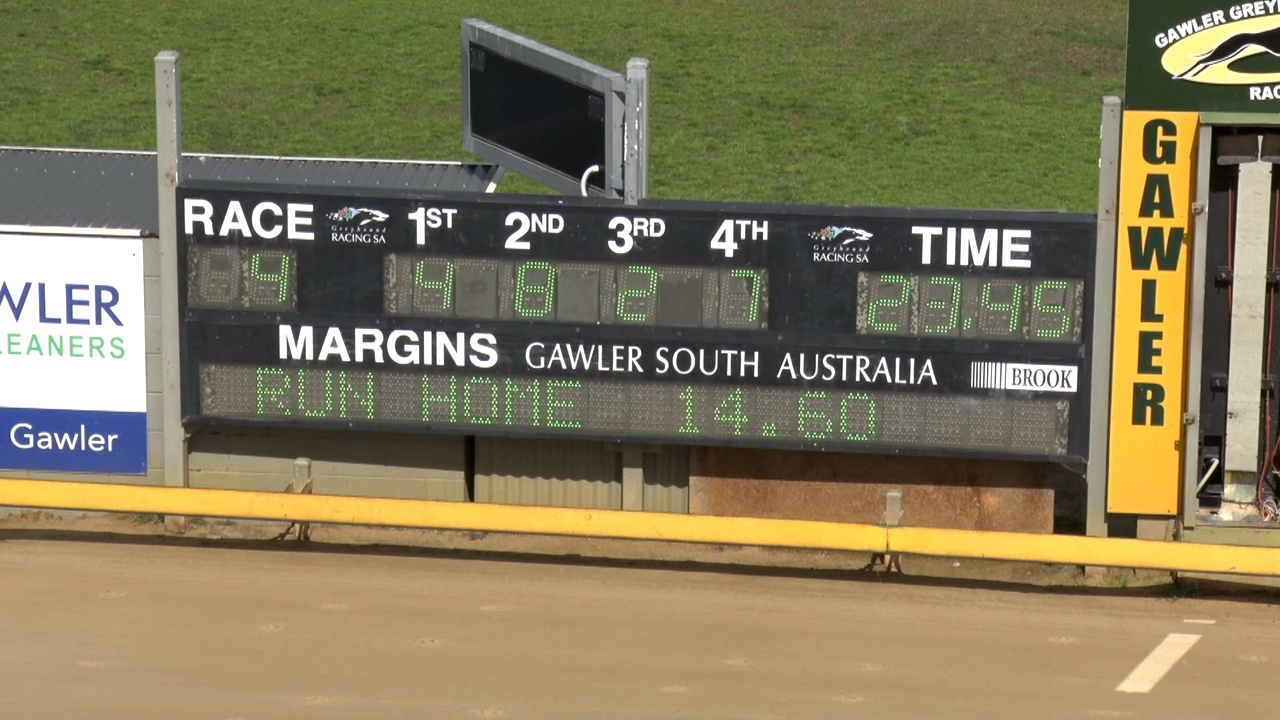 GAWLER GREY
RAC
GAWLER
RACE Greyhound RACING SA 1ST 2ND 3RD 4TH Greyhound RACING SA TIME
4 4 8 2 7 23.45
MARGINS GAWLER SOUTH AUSTRALIA BROOK
RUN HOME 14.60
WLER
LEANERS
Gawler